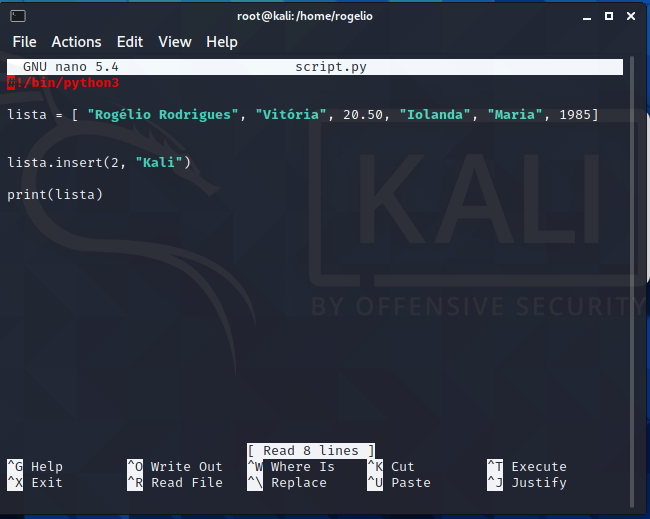 root@kali: /home/rogelio
File Actions Edit View Help
GNU nano 5.4 script.py
#!/bin/python3
lista = [ "Rogélio Rodrigues", "Vitória", 20.50, "Iolanda", "Maria", 1985]
lista.insert(2, "Kali")
print(lista)
KALI
BY OFFENSIVE SECURITY
[ Read 8 lines ]
^G Help ^O Write Out ^W Where Is ^K Cut ^T Execute
^X Exit ^R Read File ^\ Replace ^U Paste ^J Justify